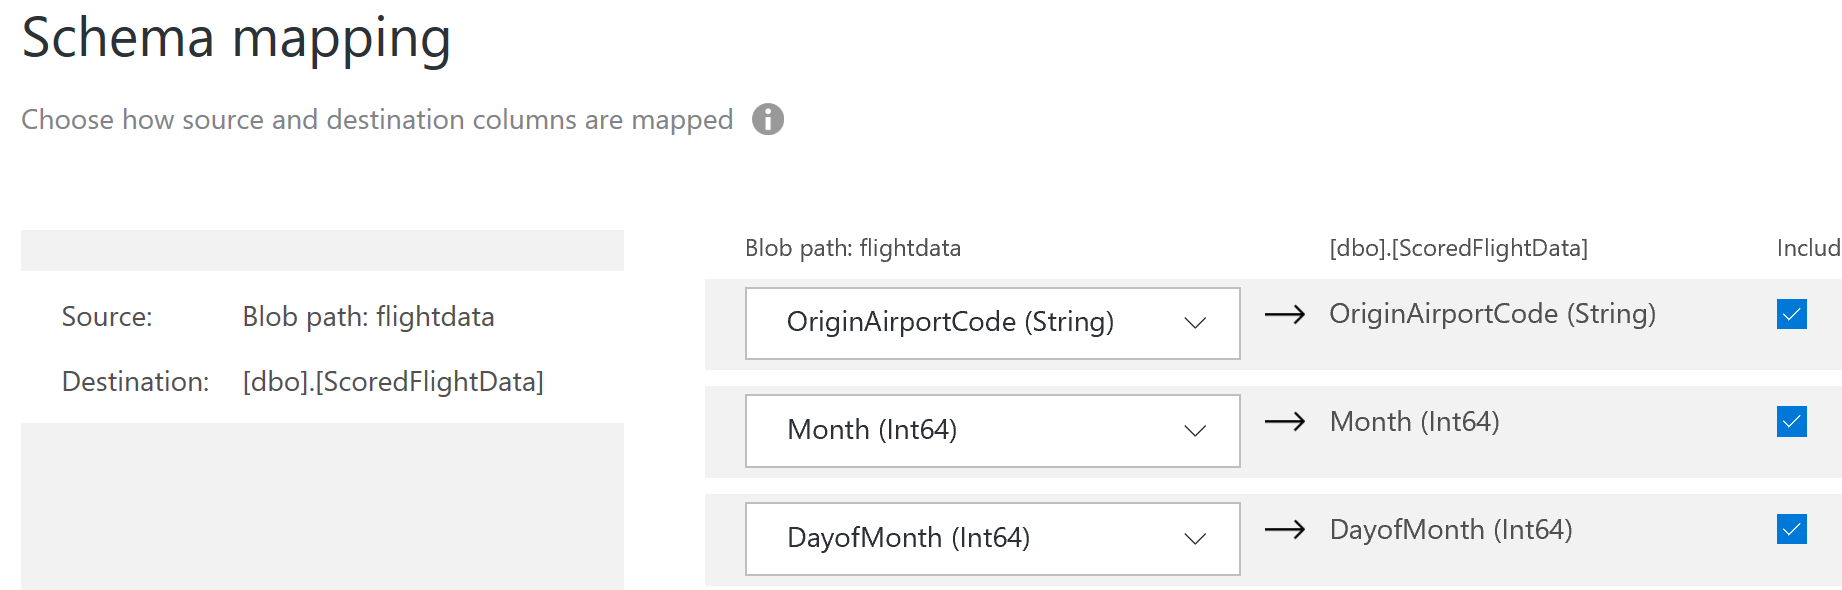 Schema mapping
Choose how source and destination columns are mapped
Source: Blob path: flightdata
Destination: [dbo].[ScoredFlightData]
Blob path: flightdata [dbo].[ScoredFlightData] Includ
OriginAirportCode (String) OriginAirportCode (String)
Month (Int64) Month (Int64)
DayofMonth (Int64) DayofMonth (Int64)